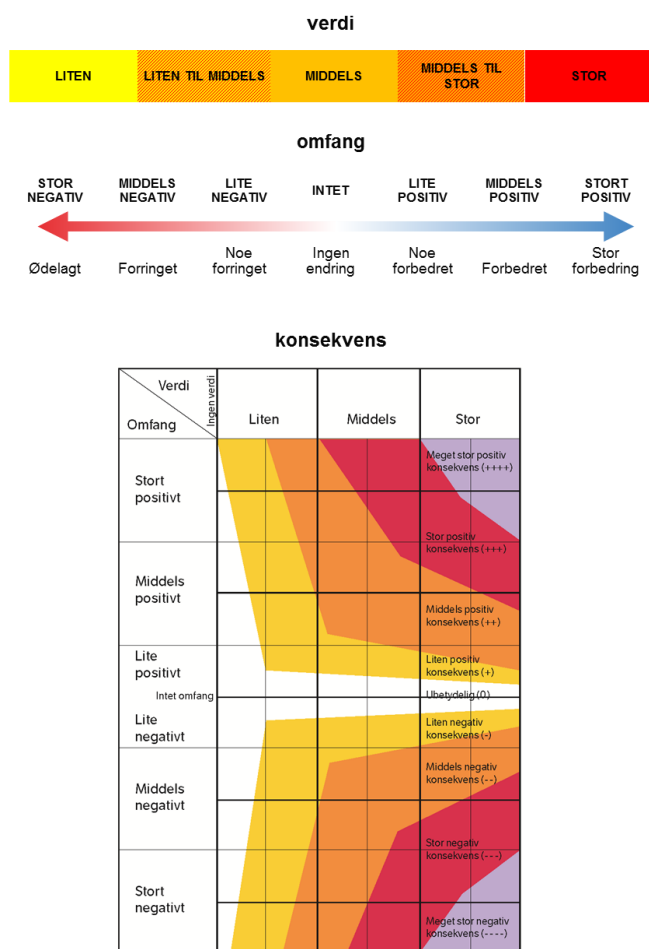 verdi
LITEN
LITEN TIL MIDDELS
MIDDELS
MIDDELS TIL
STOR
STOR
omfang
STOR
NEGATIV
MIDDELS
NEGATIV
LITE
NEGATIV
INTET
LITE
POSITIV
MIDDELS
POSITIV
STORT
POSITIV
Ødelagt
Forringet
Noe
forringet
Ingen
endring
Noe
forbedret
Forbedret
Stor
forbedring
konsekvens
Verdi
Omfang
Ingen verdi
Liten
Middels
Stor
Stort
positivt
Middels
positivt
Lite
positivt
Intet omfang
Lite
negativt
Middels
negativt
Stort
negativt
Meget stor positiv
konsekvens (++++)
Stor positiv
konsekvens (+++)
Middels positiv
konsekvens (++)
Liten positiv
konsekvens (+)
Ubetydelig (0)
Liten negativ
konsekvens (-)
Middels negativ
konsekvens (--)
Stor negativ
konsekvens (---)
Meget stor negativ
konsekvens (----)